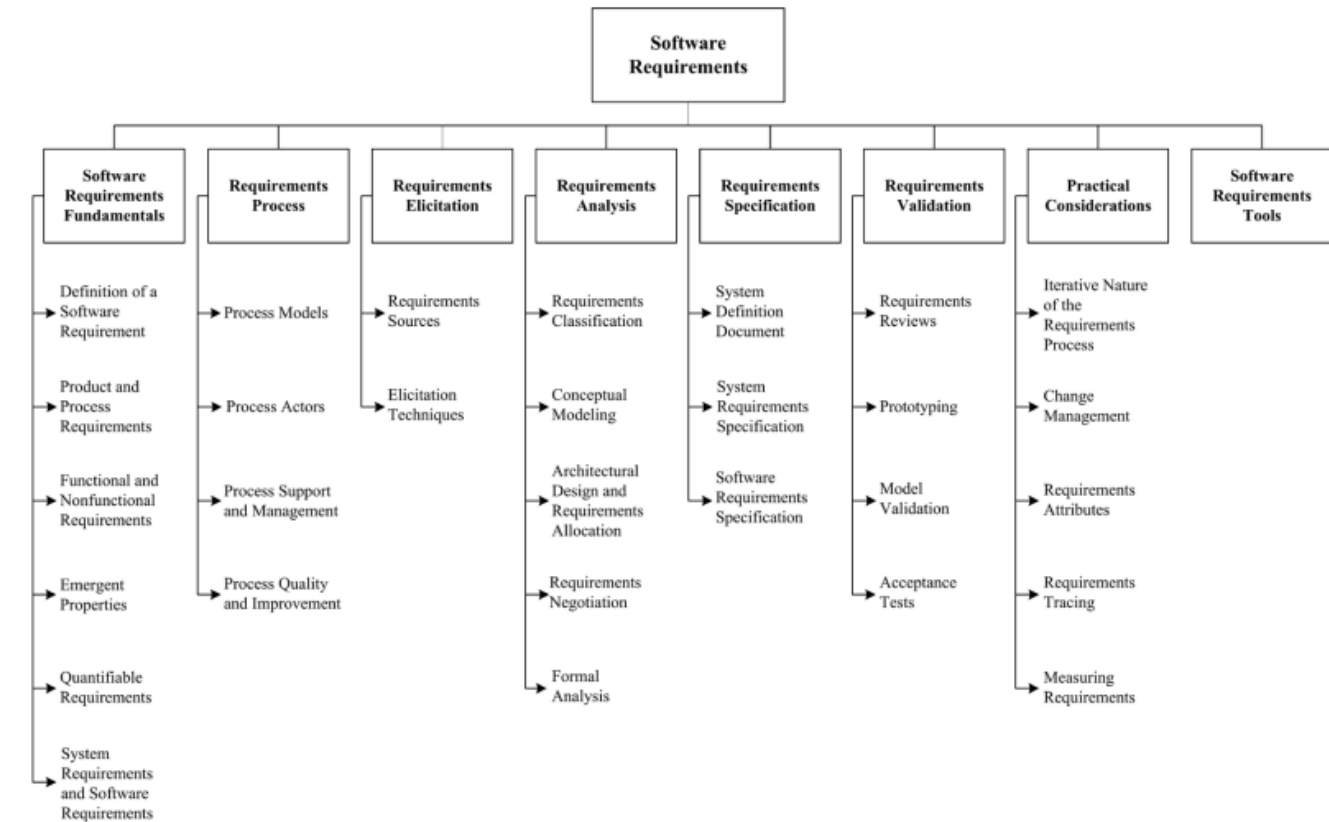 Software
Requirements
Software
Requirements
Fundamentals
Requirements
Process
Requirements
Elicitation
Requirements
Analysis
Requirements
Specification
Requirements
Validation
Practical
Considerations
Software
Requirements
Tools
Definition of a
Software
Requirement
Product and
Process
Requirements
Functional and
Nonfunctional
Requirements
Emergent
Properties
Quantifiable
Requirements
System
Requirements
and Software
Requirements
Process Models
Process Actors
Process Support
and Management
Process Quality
and Improvement
Requirements
Sources
Elicitation
Techniques
Requirements
Classification
Conceptual
Modeling
Architectural
Design and
Requirements
Allocation
Requirements
Negotiation
Formal
Analysis
System
Definition
Document
System
Requirements
Specification
Software
Requirements
Specification
Requirements
Reviews
Prototyping
Model
Validation
Acceptance
Tests
Iterative Nature
of the
Requirements
Process
Change
Management
Requirements
Attributes
Requirements
Tracing
Measuring
Requirements